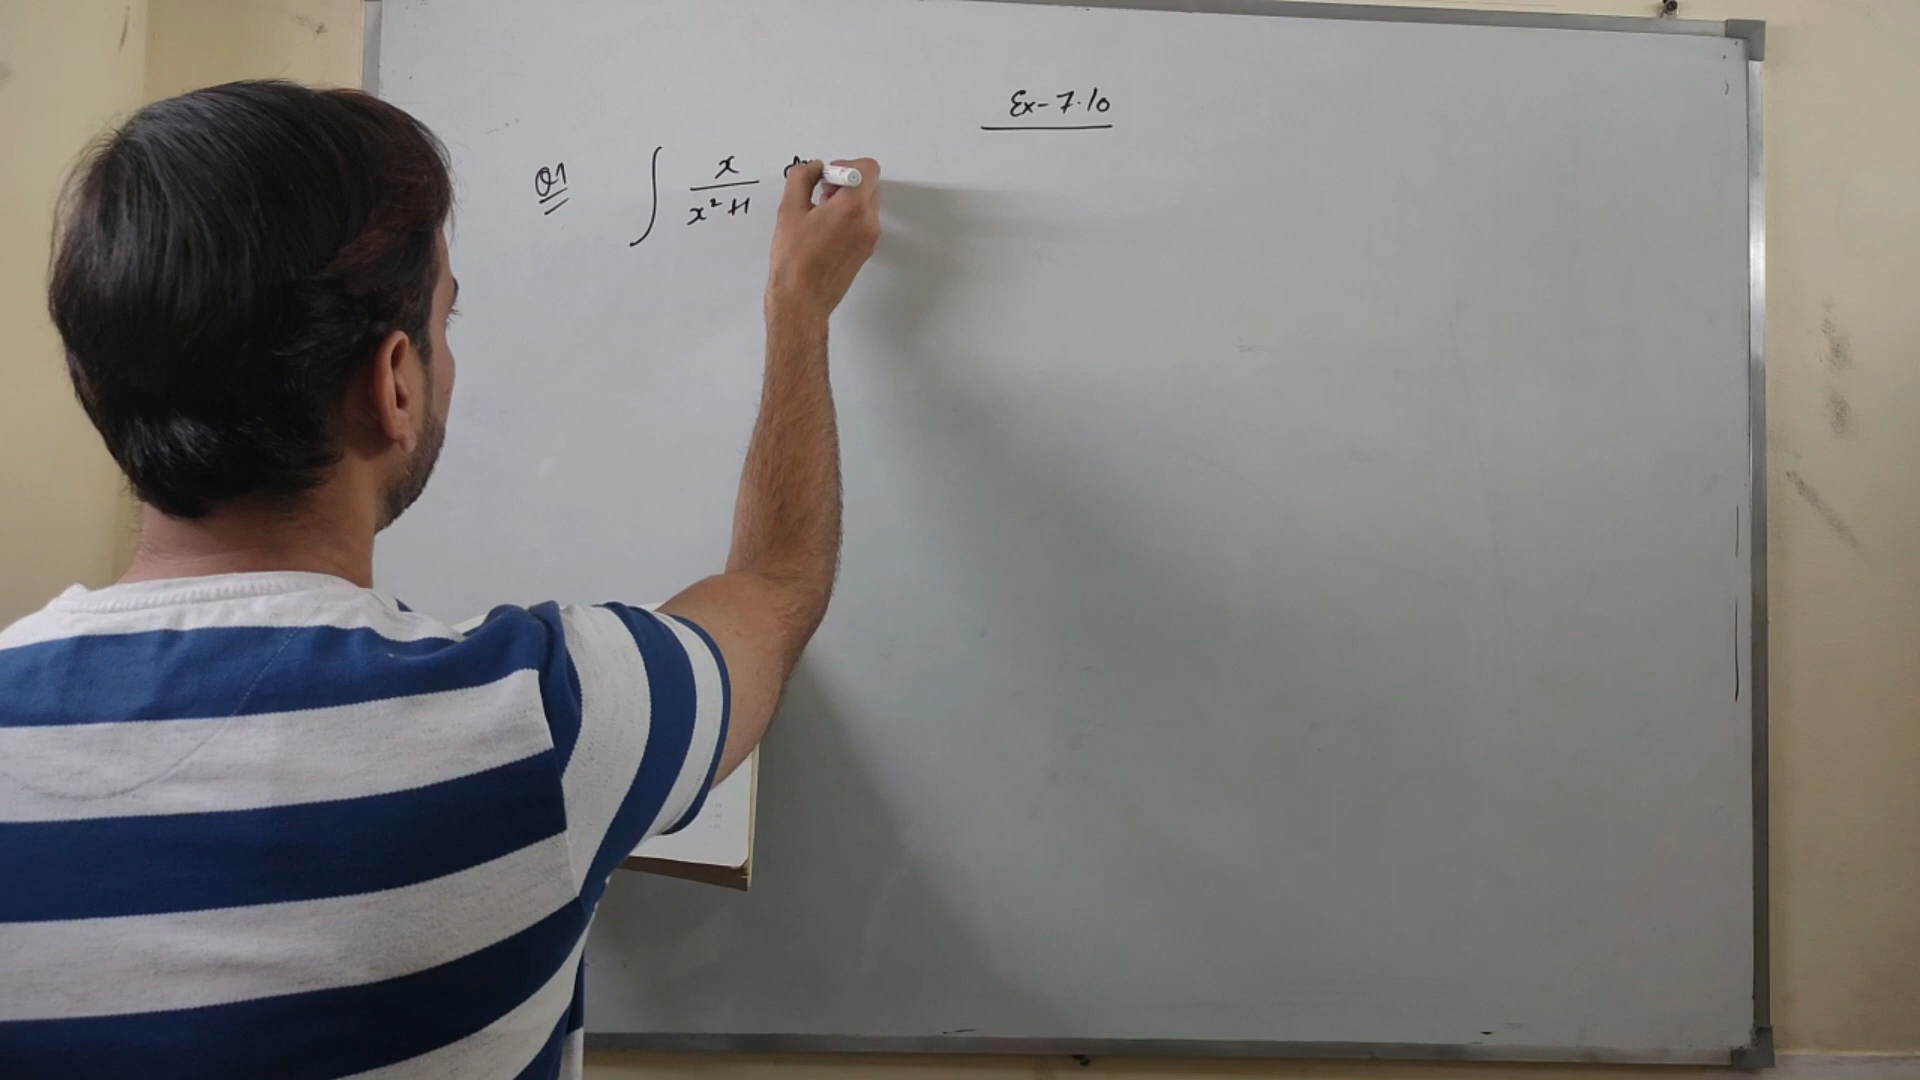 Ex-7.10
Q1 ∫ x/(x²+1) dx